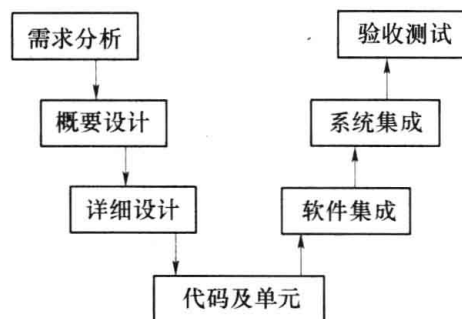 需求分析
验收测试
概要设计
系统集成
详细设计
软件集成
代码及单元